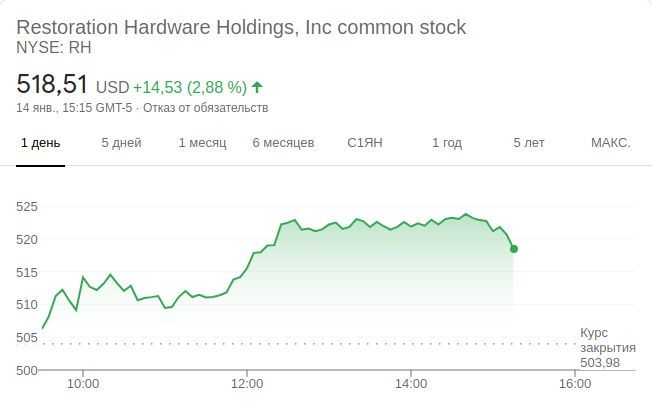 Restoration Hardware Holdings, Inc common stock
NYSE: RH
518,51 USD +14,53 (2,88 %)
14 янв., 15:15 GMT-5 · Отказ от обязательств
1 день 5 дней 1 месяц 6 месяцев С1ЯН 1 год 5 лет МАКС.
525
520
515
510
505
Курс
закрытия
503,98
500
10:00 12:00 14:00 16:00